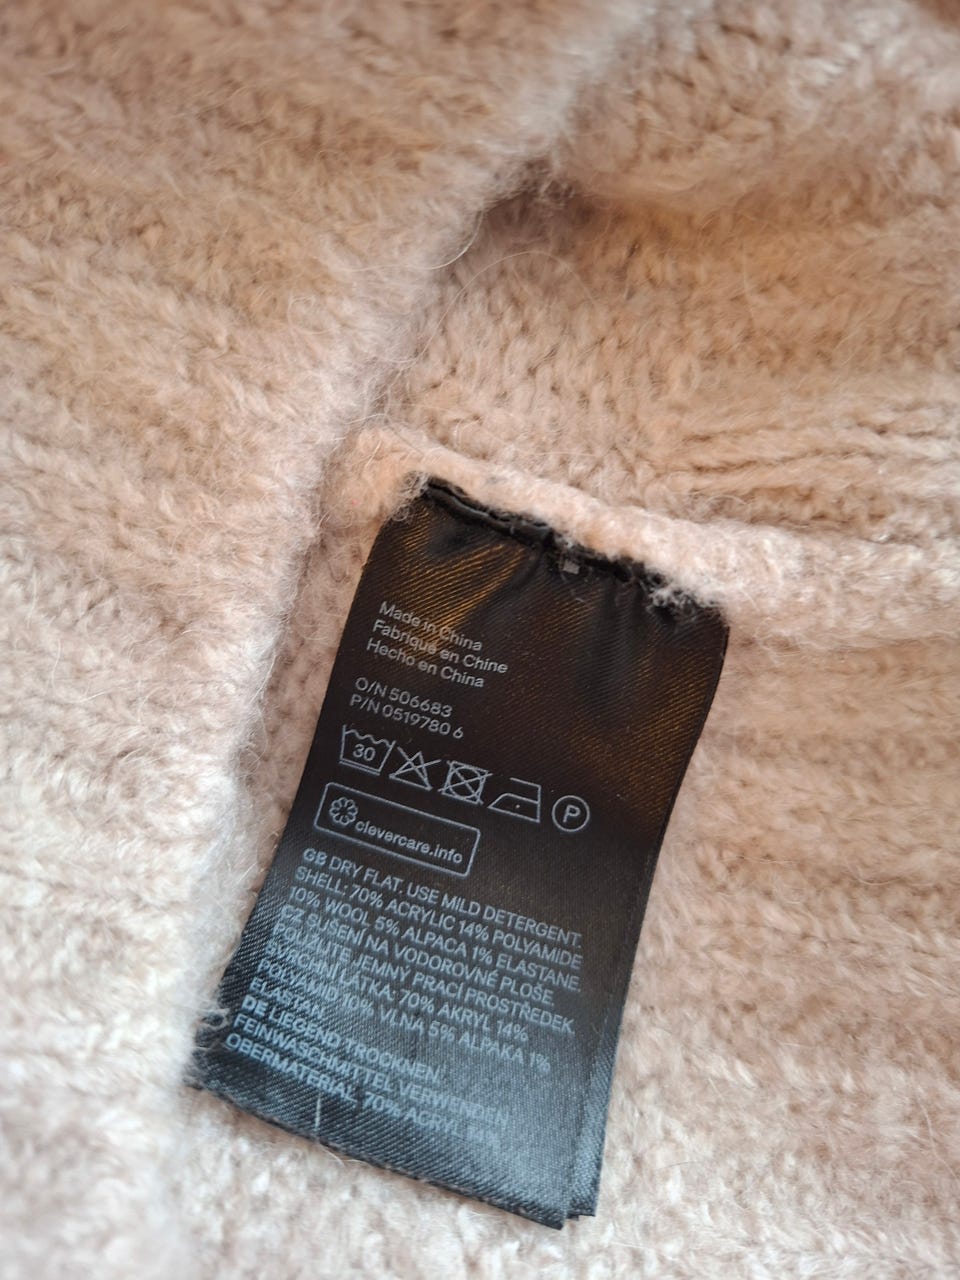 Made in China
Fabriqué en Chine
Hecho en China
O/N 506683
P/N 0519780 6
30
P
clevercare.info
GB DRY FLAT. USE MILD DETERGENT.
SHELL: 70% ACRYLIC 14% POLYAMIDE
10% WOOL 5% ALPACA 1% ELASTANE
CZ SUŠENÍ NA VODOROVNÉ PLOŠE.
POUŽIJTE JEMNÝ PRACÍ PROSTŘEDEK
SVRCHNÍ LÁTKA: 70% AKRYL 14%
POLYAMID 10% VLNA 5% ALPAKA 1%
ELASTAN
DE LIEGEND TROCKNEN.
FEINWASCHMITTEL VERWENDEN
OBERMATERIAL: 70% ACRYL